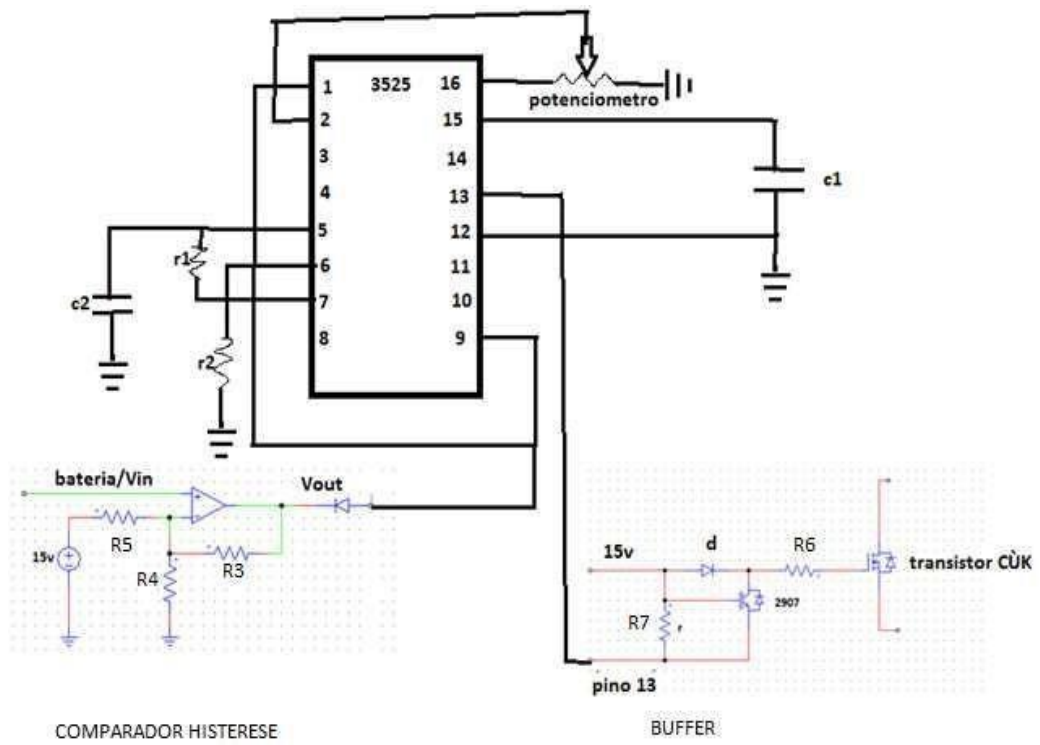 3525
1
2
3
4
5
6
7
8
16
15
14
13
12
11
10
9
potenciometro
c1
r1
c2
r2
bateria/Vin
Vout
15v
R5
R4
R3
COMPARADOR HISTERESE
15v
d
R6
transistor CÙK
2907
R7
r
pino 13
BUFFER